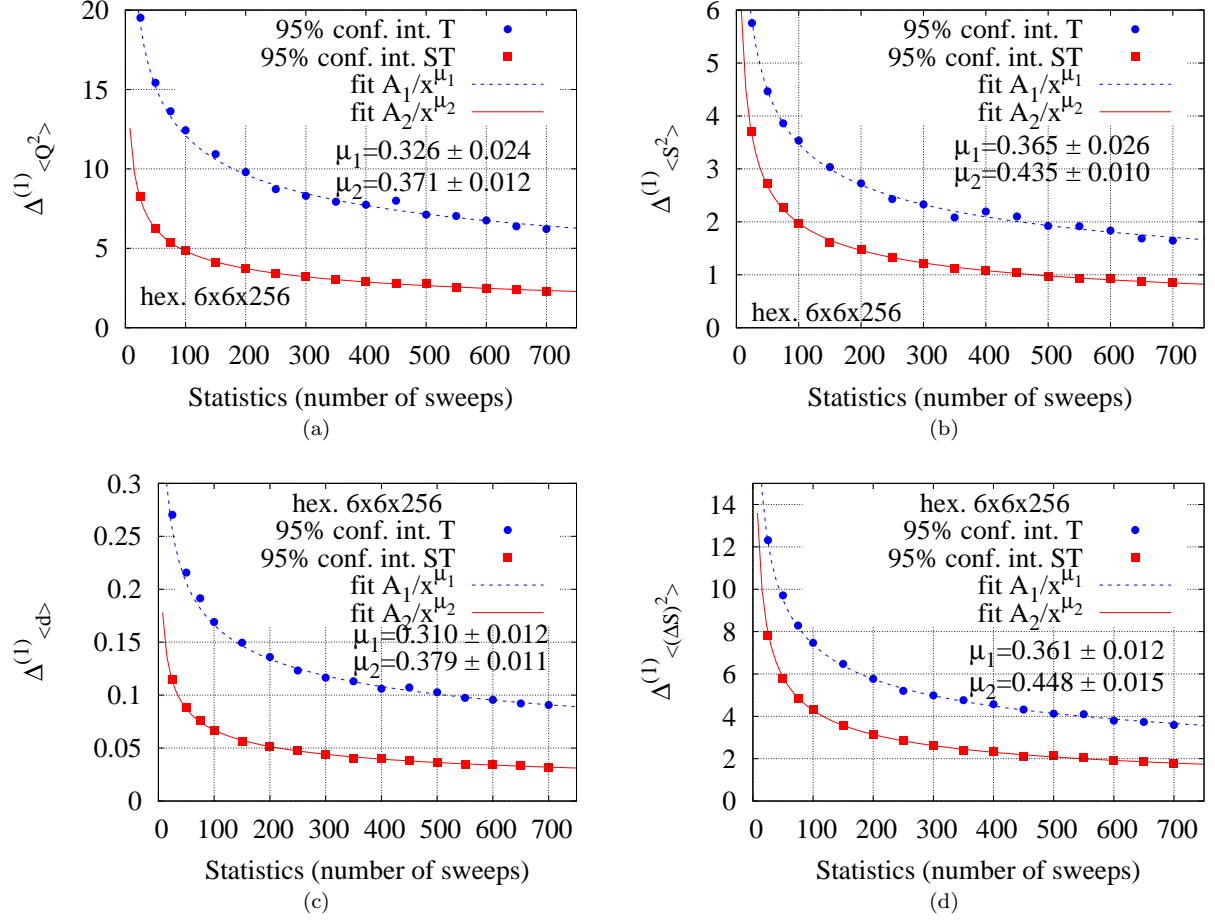 20
15
10
5
0
Δ⁽¹⁾<Q²>
95% conf. int. T
95% conf. int. ST
fit A₁/x^μ₁
fit A₂/x^μ₂
μ₁=0.326 ± 0.024
μ₂=0.371 ± 0.012
hex. 6x6x256
0 100 200 300 400 500 600 700
Statistics (number of sweeps)
(a)
6
5
4
3
2
1
0
Δ⁽¹⁾<S²>
95% conf. int. T
95% conf. int. ST
fit A₁/x^μ₁
fit A₂/x^μ₂
μ₁=0.365 ± 0.026
μ₂=0.435 ± 0.010
hex. 6x6x256
0 100 200 300 400 500 600 700
Statistics (number of sweeps)
(b)
0.3
0.25
0.2
0.15
0.1
0.05
0
Δ⁽¹⁾<d>
hex. 6x6x256
95% conf. int. T
95% conf. int. ST
fit A₁/x^μ₁
fit A₂/x^μ₂
μ₁=0.310 ± 0.012
μ₂=0.379 ± 0.011
0 100 200 300 400 500 600 700
Statistics (number of sweeps)
(c)
14
12
10
8
6
4
2
0
Δ⁽¹⁾<(ΔS)²>
hex. 6x6x256
95% conf. int. T
95% conf. int. ST
fit A₁/x^μ₁
fit A₂/x^μ₂
μ₁=0.361 ± 0.012
μ₂=0.448 ± 0.015
0 100 200 300 400 500 600 700
Statistics (number of sweeps)
(d)